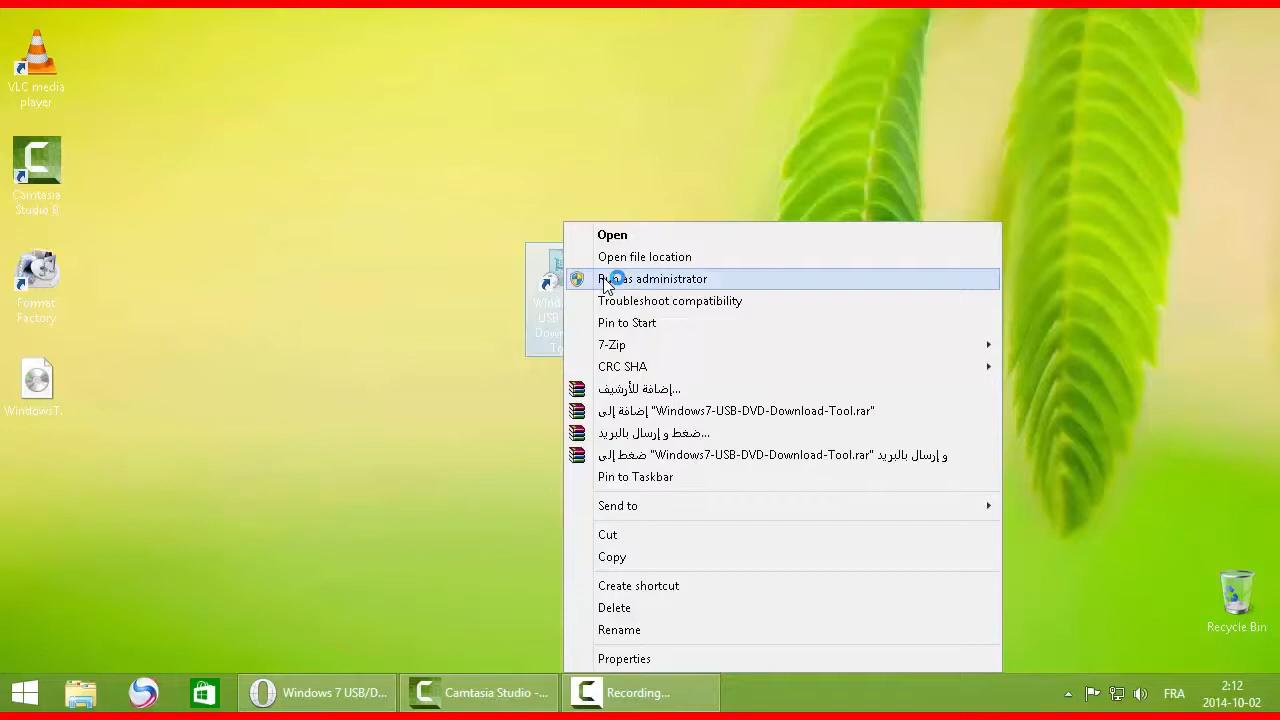 VLC media
player
Camtasia
Studio 8
Format
Factory
WindowsT...
Open
Open file location
Run as administrator
Troubleshoot compatibility
Pin to Start
7-Zip
CRC SHA
إضافة للأرشيف...
إضافة إلى "Windows7-USB-DVD-Download-Tool.rar"
ضغط و إرسال بالبريد...
ضغط إلى "Windows7-USB-DVD-Download-Tool.rar" و إرسال بالبريد
Pin to Taskbar
Send to
Cut
Copy
Create shortcut
Delete
Rename
Properties
Recycle Bin
Windows 7 USB/D...
Camtasia Studio -...
Recording...
FRA
2:12
2014-10-02